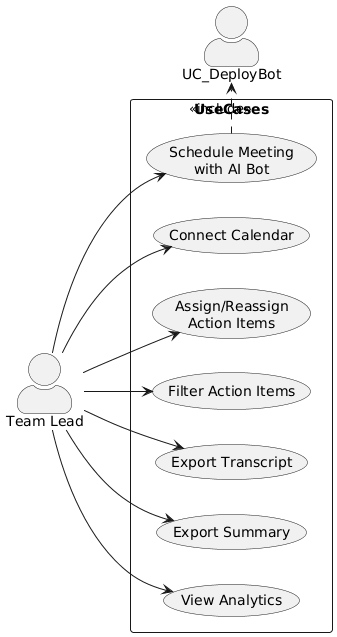 UC_DeployBot
UseCases
Schedule Meeting
with AI Bot
Connect Calendar
Assign/Reassign
Action Items
Team Lead
Filter Action Items
Export Transcript
Export Summary
View Analytics